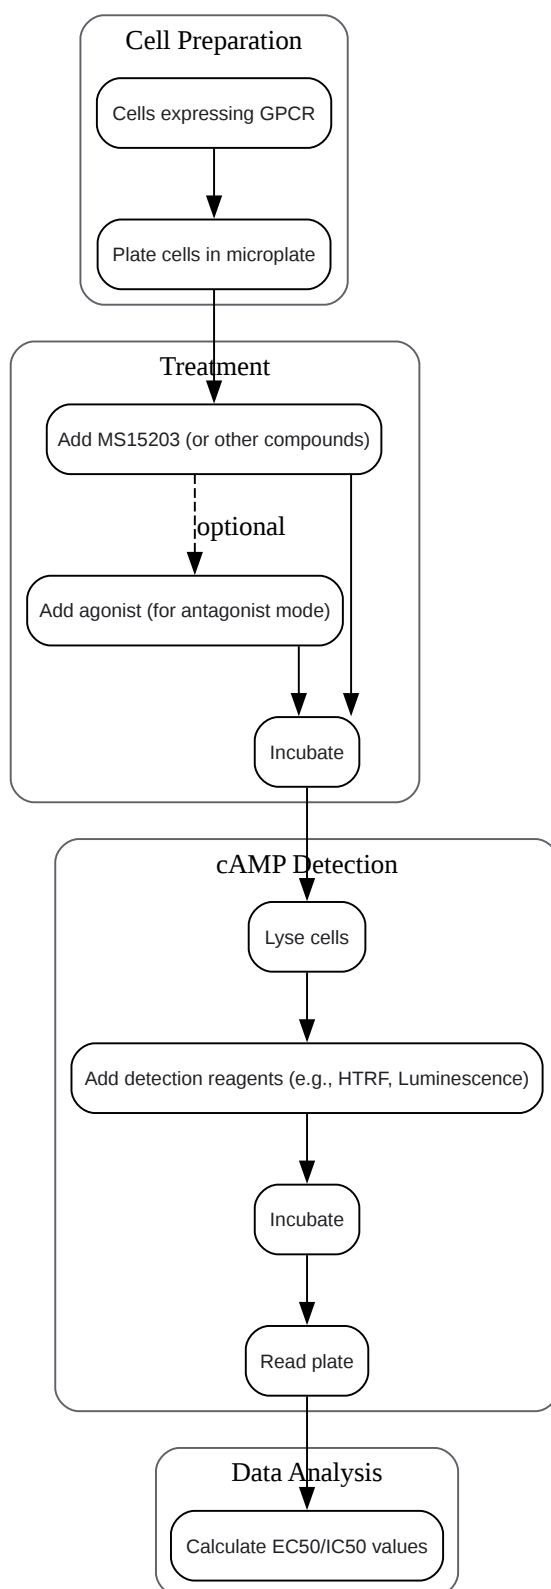 Cell Preparation
Cells expressing GPCR
Plate cells in microplate
Treatment
Add MS15203 (or other compounds)
optional
Add agonist (for antagonist mode)
Incubate
cAMP Detection
Lyse cells
Add detection reagents (e.g., HTRF, Luminescence)
Incubate
Read plate
Data Analysis
Calculate EC50/IC50 values